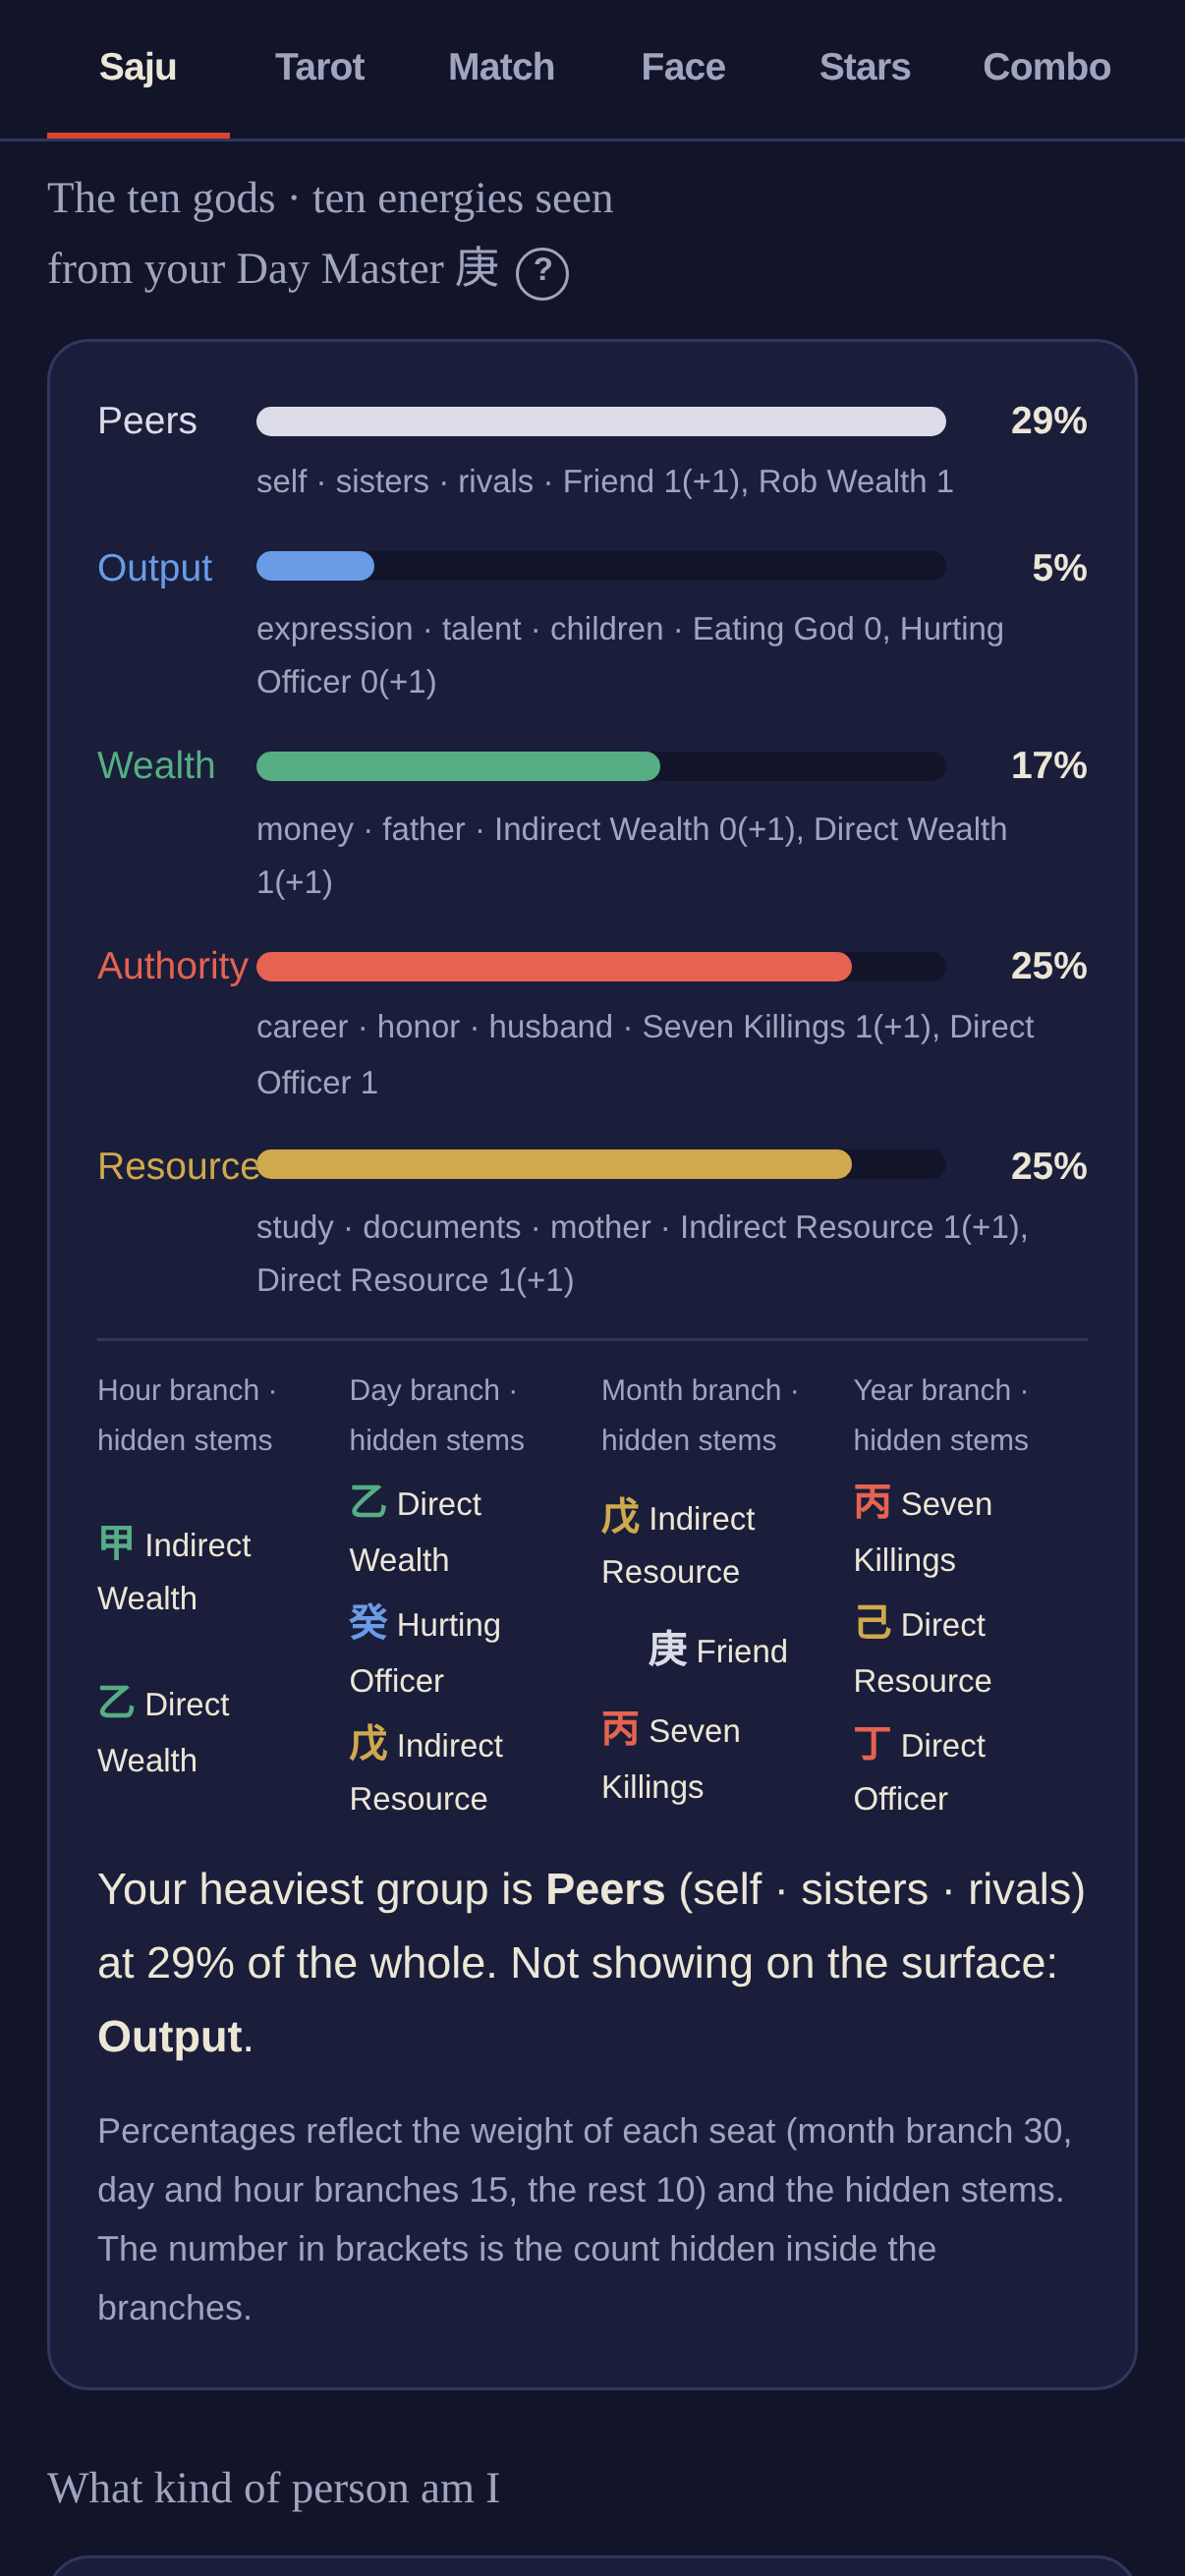 Saju Tarot Match Face Stars Combo
The ten gods · ten energies seen
from your Day Master 庚 ?
Peers 29%
self · sisters · rivals · Friend 1(+1), Rob Wealth 1
Output 5%
expression · talent · children · Eating God 0, Hurting
Officer 0(+1)
Wealth 17%
money · father · Indirect Wealth 0(+1), Direct Wealth
1(+1)
Authority 25%
career · honor · husband · Seven Killings 1(+1), Direct
Officer 1
Resource 25%
study · documents · mother · Indirect Resource 1(+1),
Direct Resource 1(+1)
Hour branch ·
hidden stems
甲 Indirect
Wealth
乙 Direct
Wealth
Day branch ·
hidden stems
乙 Direct
Wealth
癸 Hurting
Officer
戊 Indirect
Resource
Month branch ·
hidden stems
戊 Indirect
Resource
庚 Friend
丙 Seven
Killings
Year branch ·
hidden stems
丙 Seven
Killings
己 Direct
Resource
丁 Direct
Officer
Your heaviest group is Peers (self · sisters · rivals)
at 29% of the whole. Not showing on the surface:
Output.
Percentages reflect the weight of each seat (month branch 30,
day and hour branches 15, the rest 10) and the hidden stems.
The number in brackets is the count hidden inside the
branches.
What kind of person am I